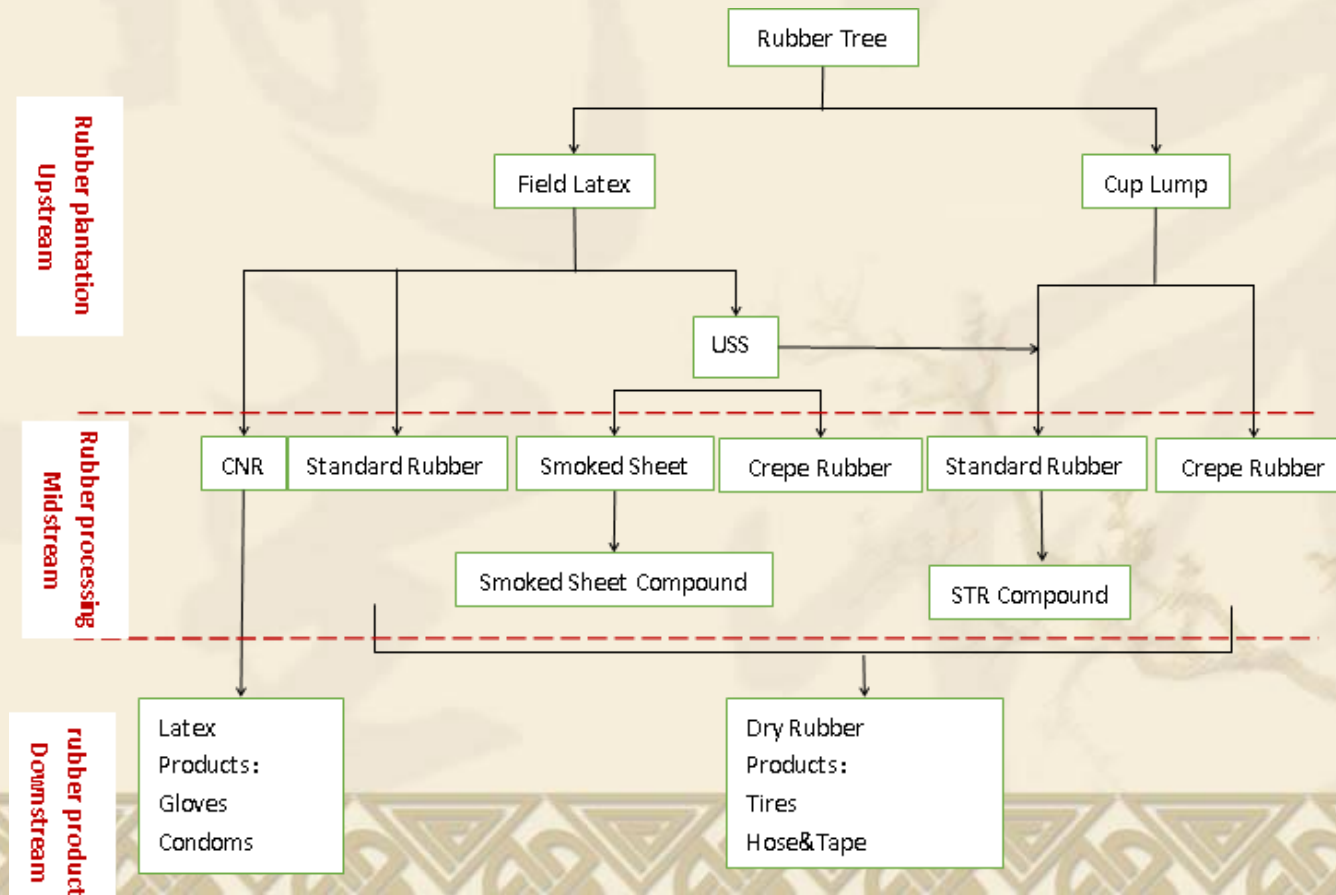 Rubber Tree
Rubber plantation
Upstream
Field Latex
Cup Lump
USS
Rubber processing
Midstream
CNR
Standard Rubber
Smoked Sheet
Crepe Rubber
Standard Rubber
Crepe Rubber
Smoked Sheet Compound
STR Compound
rubber product
Downstream
Latex
Products：
Gloves
Condoms
Dry Rubber
Products：
Tires
Hose&Tape